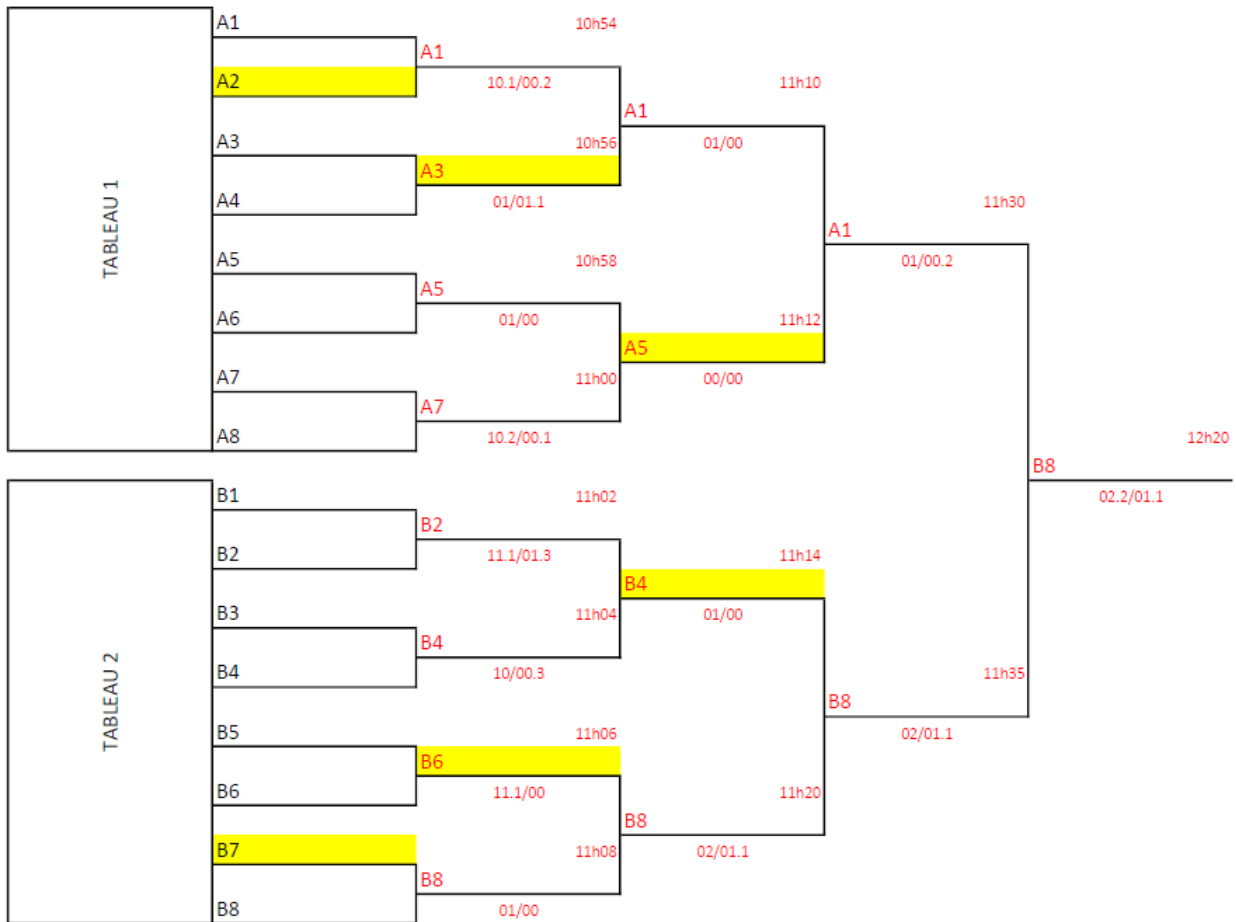 TABLEAU 1
A1
A2
A3
A4
A5
A6
A7
A8
10h54
A1
10.1/00.2
10h56
A3
01/01.1
10h58
A5
01/00
11h00
A7
10.2/00.1
11h10
A1
01/00
11h12
A5
00/00
11h30
A1
01/00.2
TABLEAU 2
B1
B2
B3
B4
B5
B6
B7
B8
11h02
B2
11.1/01.3
11h04
B4
10/00.3
11h06
B6
11.1/00
11h08
B8
01/00
11h14
B4
01/00
11h20
B8
02/01.1
11h35
B8
02/01.1
12h20
B8
02.2/01.1